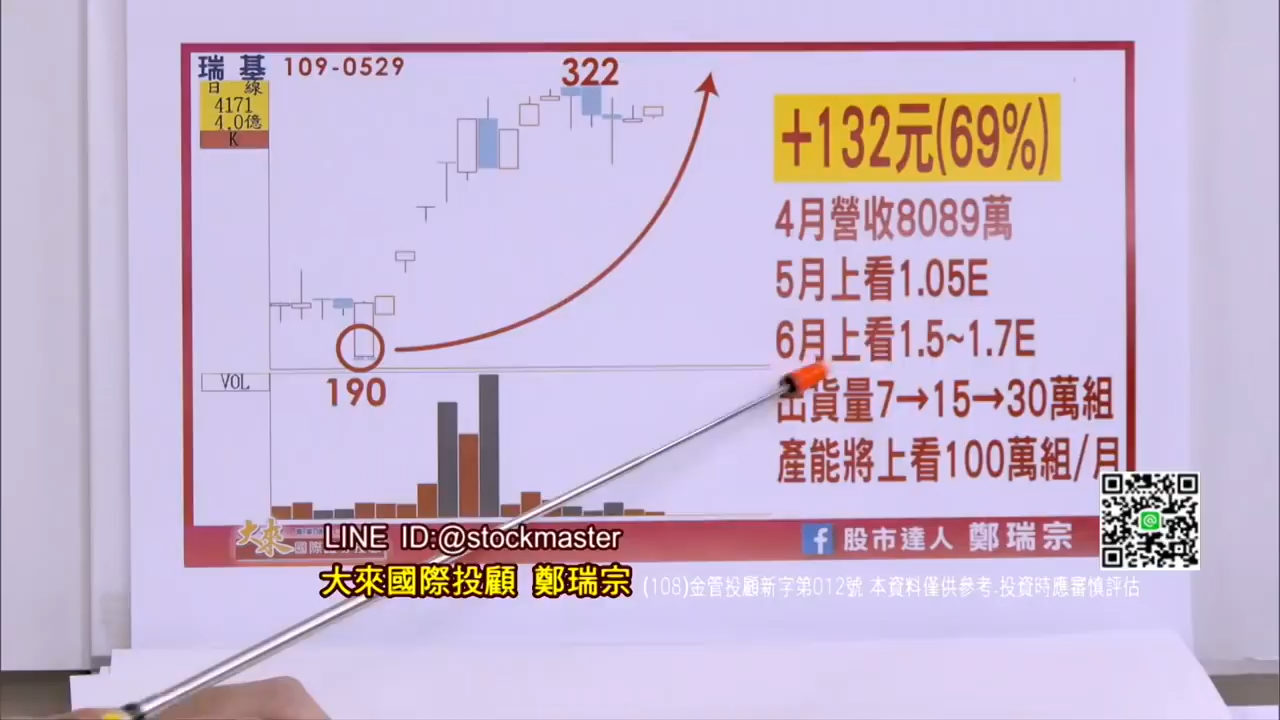 瑞基 109-0529
日線
4171
4.0億
K
322
190
VOL
+132元(69%)
4月營收8089萬
5月上看1.05E
6月上看1.5~1.7E
出貨量7→15→30萬組
產能將上看100萬組/月
大來
LINE ID:@stockmaster
股市達人 鄭瑞宗
大來國際投顧 鄭瑞宗 (108)金管投顧新字第012號 本資料僅供參考.投資時應審慎評估